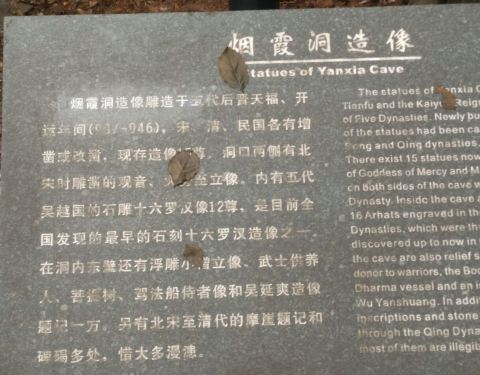 烟霞洞造像
Statues of Yanxia Cave
烟霞洞造像雕造于五代后晋天福、开
运年间(-946),宋、清、民国各有增
凿或改凿,现存造像尊。洞口两侧有北
宋时雕凿的观音、势至立像。内有五代
吴越国的石雕十六罗汉像12尊,是目前全
国发现的最早的石刻十六罗汉造像之一
在洞内东壁还有浮雕小立像、武士供养
人、菩提树、驾法船侍者像和吴延爽造像
题记一万。另有北宋至清代的摩崖题记和
碑碣多处,惜大多漫漶。
The statues of
Tianfu and the Reign
of Five Dynasties. Newly
of the statues had been
Song and Qing dynasties
There exist 15 statues now
of Goddess of Mercy and
on both sides of the cave
Dynasty. Inside the cave
16 Arhats engraved in the
Dynasties, which were
discovered up to now in
the cave are also relief
donor to warriors, the
Dharma vessel and an
Wu Yanshuang. In
inscriptions and stone
through the Qing
most of them are